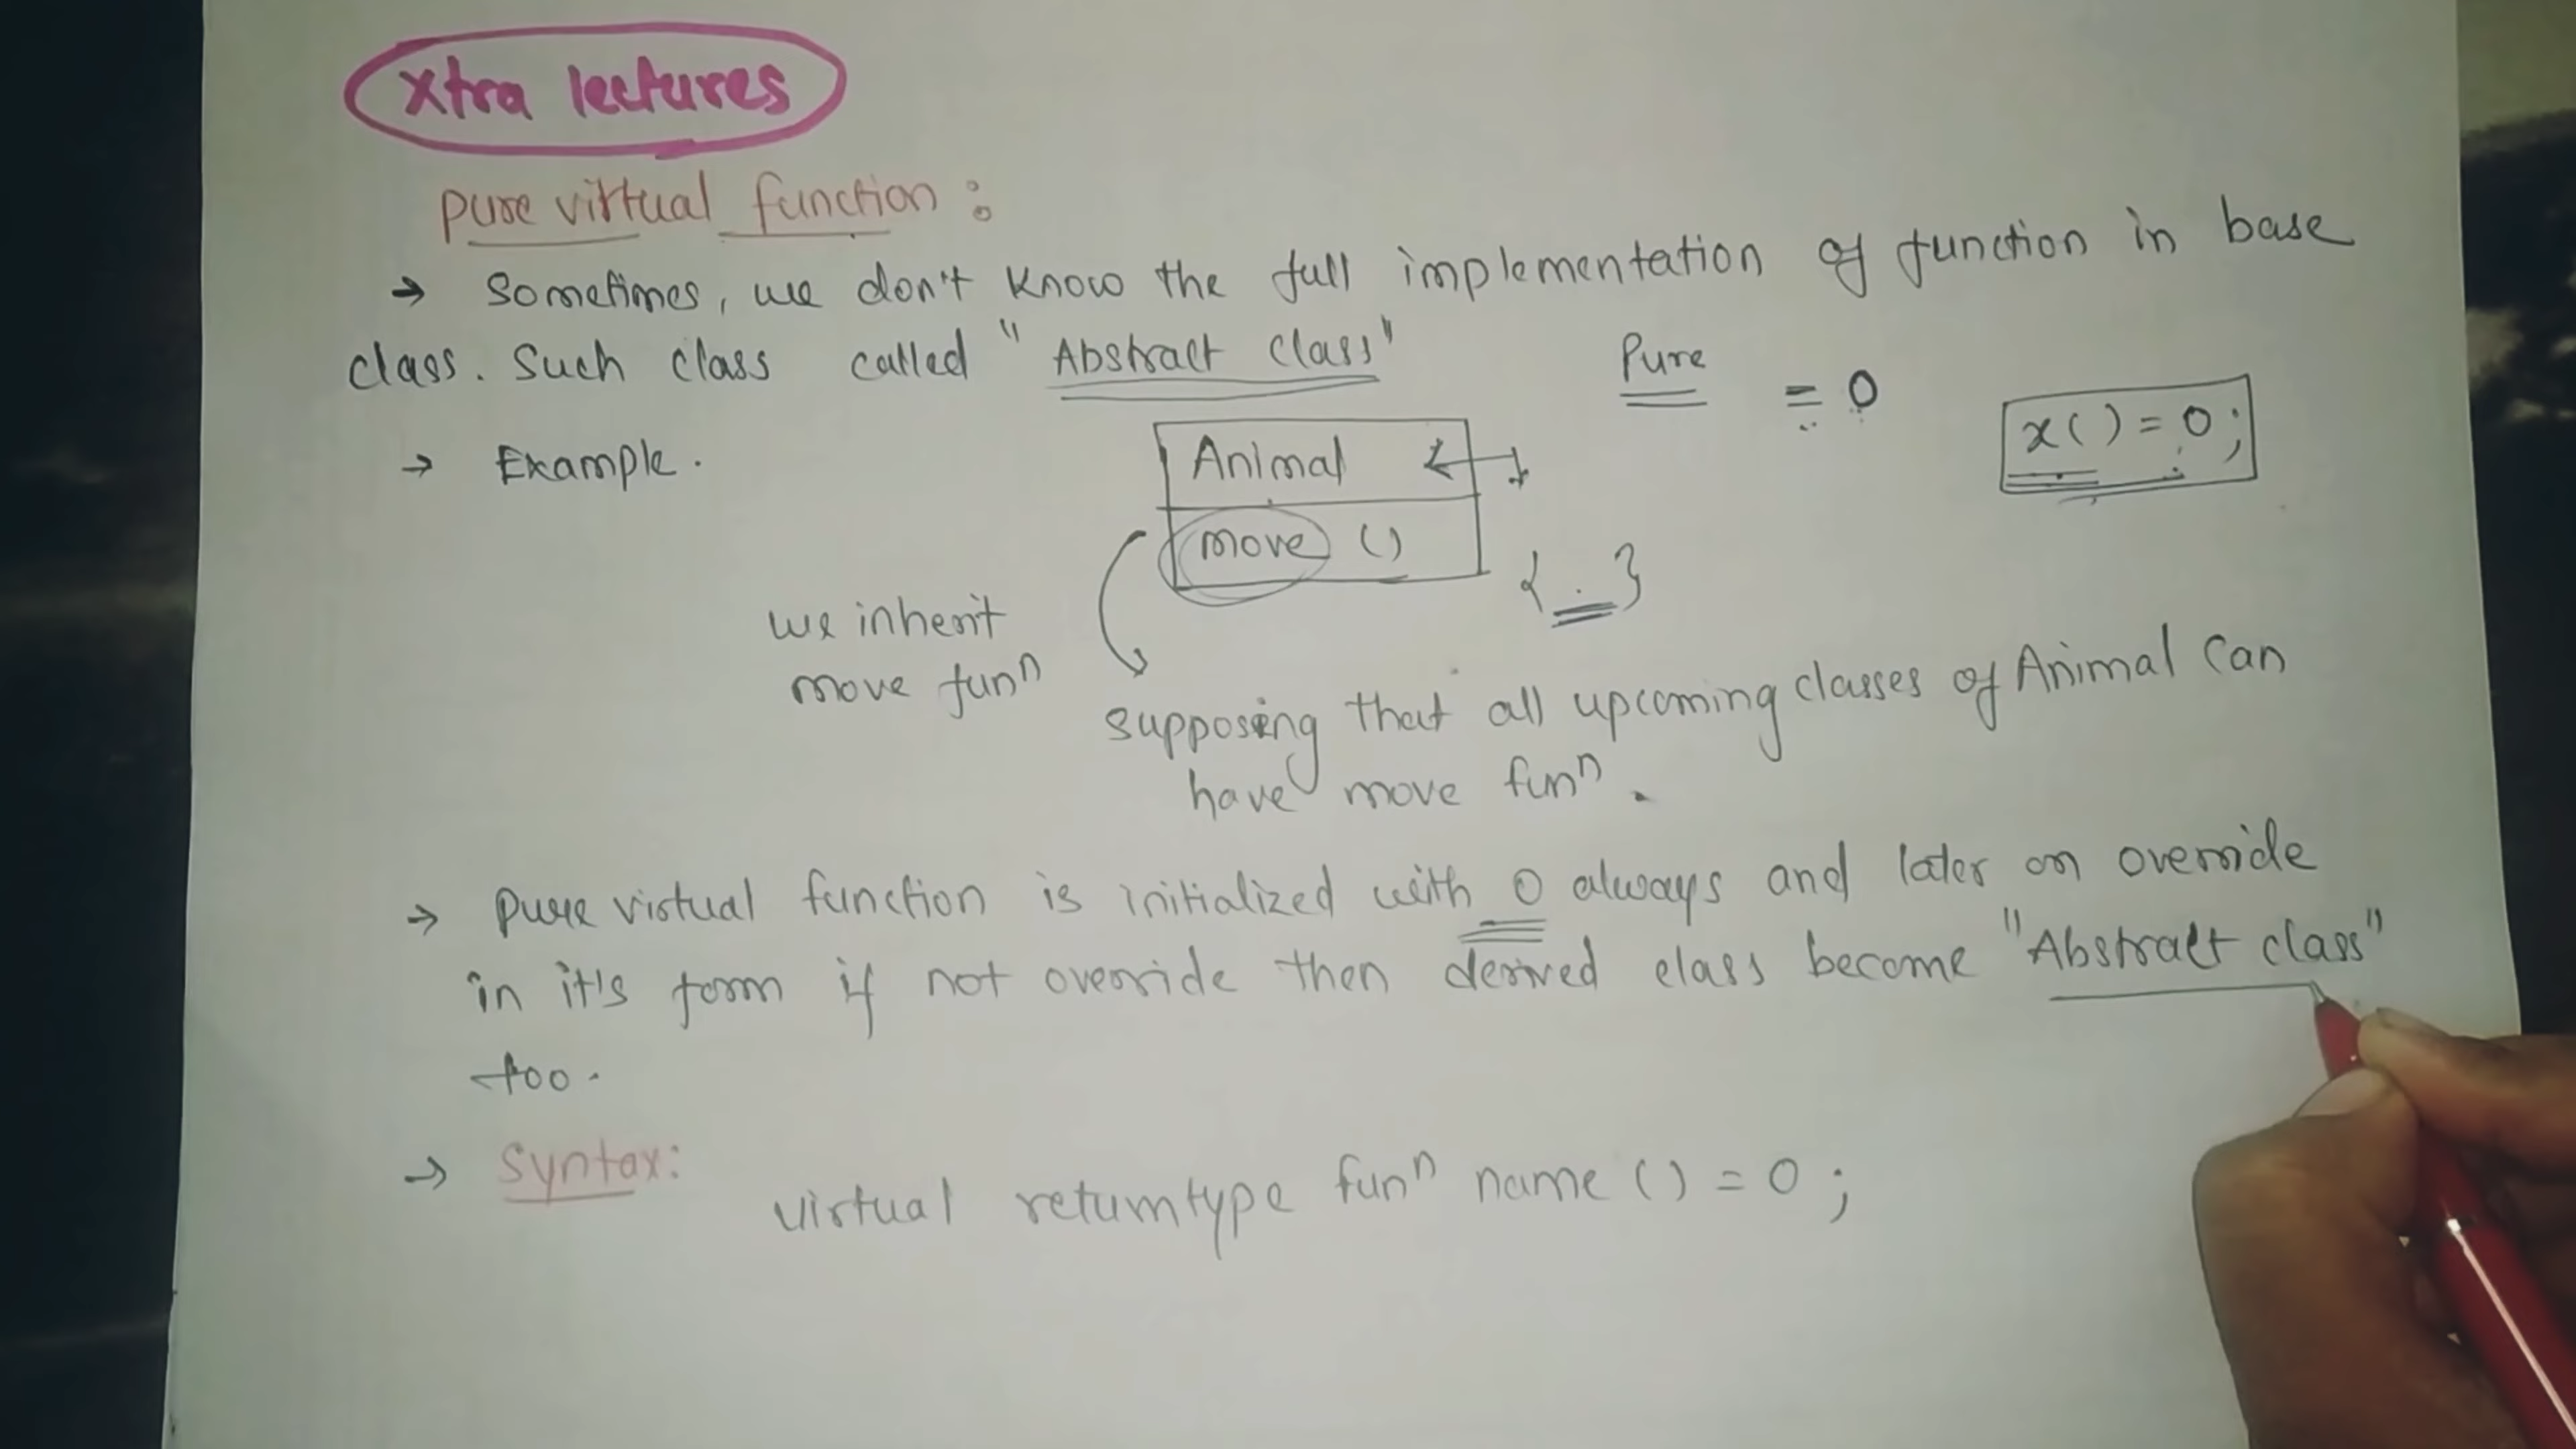 Xtra lectures
Pure virtual function :
→ Sometimes, we don't know the full implementation of function in base
class. Such class called "Abstract Class"
Pure = 0
x() = 0;
→ Example.
Animal
move ()
{ . }
we inherit
move funⁿ
supposing that all upcoming classes of Animal Can
have move funⁿ.
→ Pure virtual function is initialized with 0 always and later on override
in it's form if not override then derived class become "Abstract class"
too.
→ Syntax:
virtual returntype funⁿ name () = 0 ;